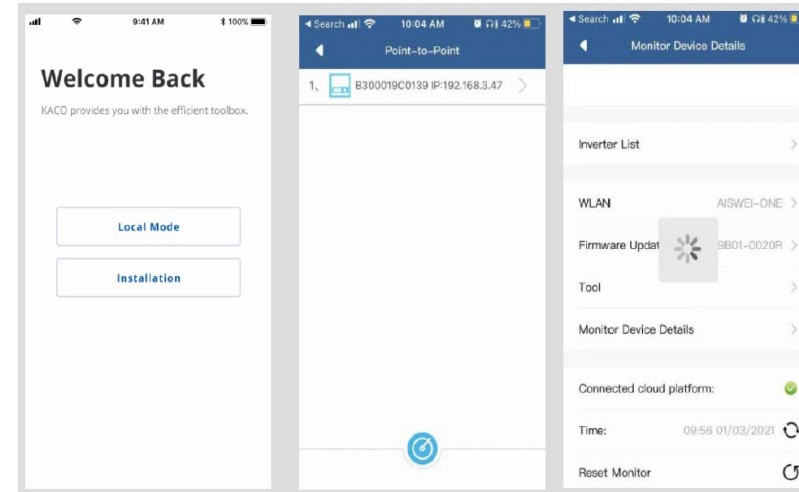 9:41 AM
100%
Welcome Back
KACO provides you with the efficient toolbox.
Local Mode
Installation
Search
10:04 AM
42%
Point-to-Point
1、 B300019C0139 IP:192.168.3.47
Search
10:04 AM
42%
Monitor Device Details
Inverter List
WLAN AISWEI-ONE
Firmware Updat 9B01-0020R
Tool
Monitor Device Details
Connected cloud platform:
Time: 09:56 01/03/2021
Reset Monitor